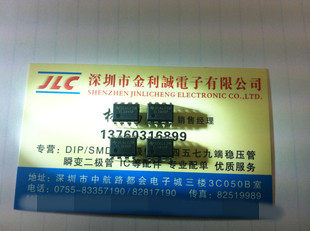 JLC 深圳市金利誠電子有限公司
SHENZHEN JINLICHENG ELECTRONIC CO.,LTD.
销售经理
13760316899
专营：DIP/SMD 四五七九端稳压管
瞬变二极管 IC等配件 专业配单 优质服务
地址：深圳市中航路都会电子城三楼3C050B室
电话：0755-83357190/82817190 传真：82519989